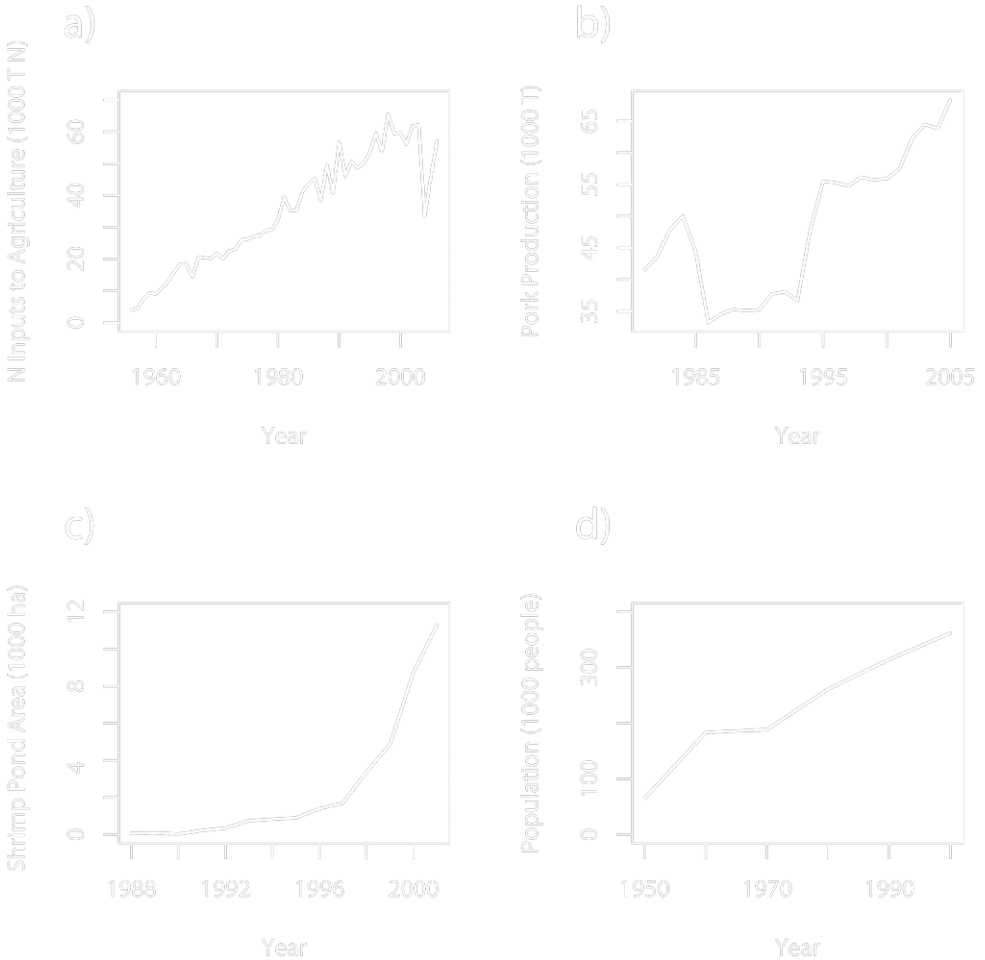 a)
N Inputs to Agriculture (1000 T N)
60
40
20
0
1960 1980 2000
Year
b)
Pork Production (1000 T)
65
55
45
35
1985 1995 2005
Year
c)
Shrimp Pond Area (1000 ha)
12
8
4
0
1988 1992 1996 2000
Year
d)
Population (1000 people)
300
100
0
1950 1970 1990
Year